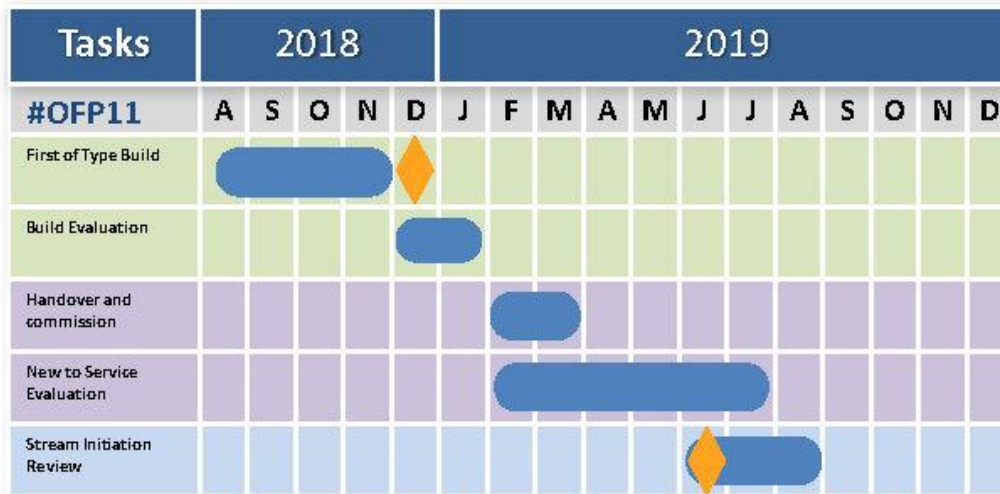 Tasks 2018 2019
#OFP11 A S O N D J F M A M J J A S O N D
First of Type Build
Build Evaluation
Handover and
commission
New to Service
Evaluation
Stream Initiation
Review